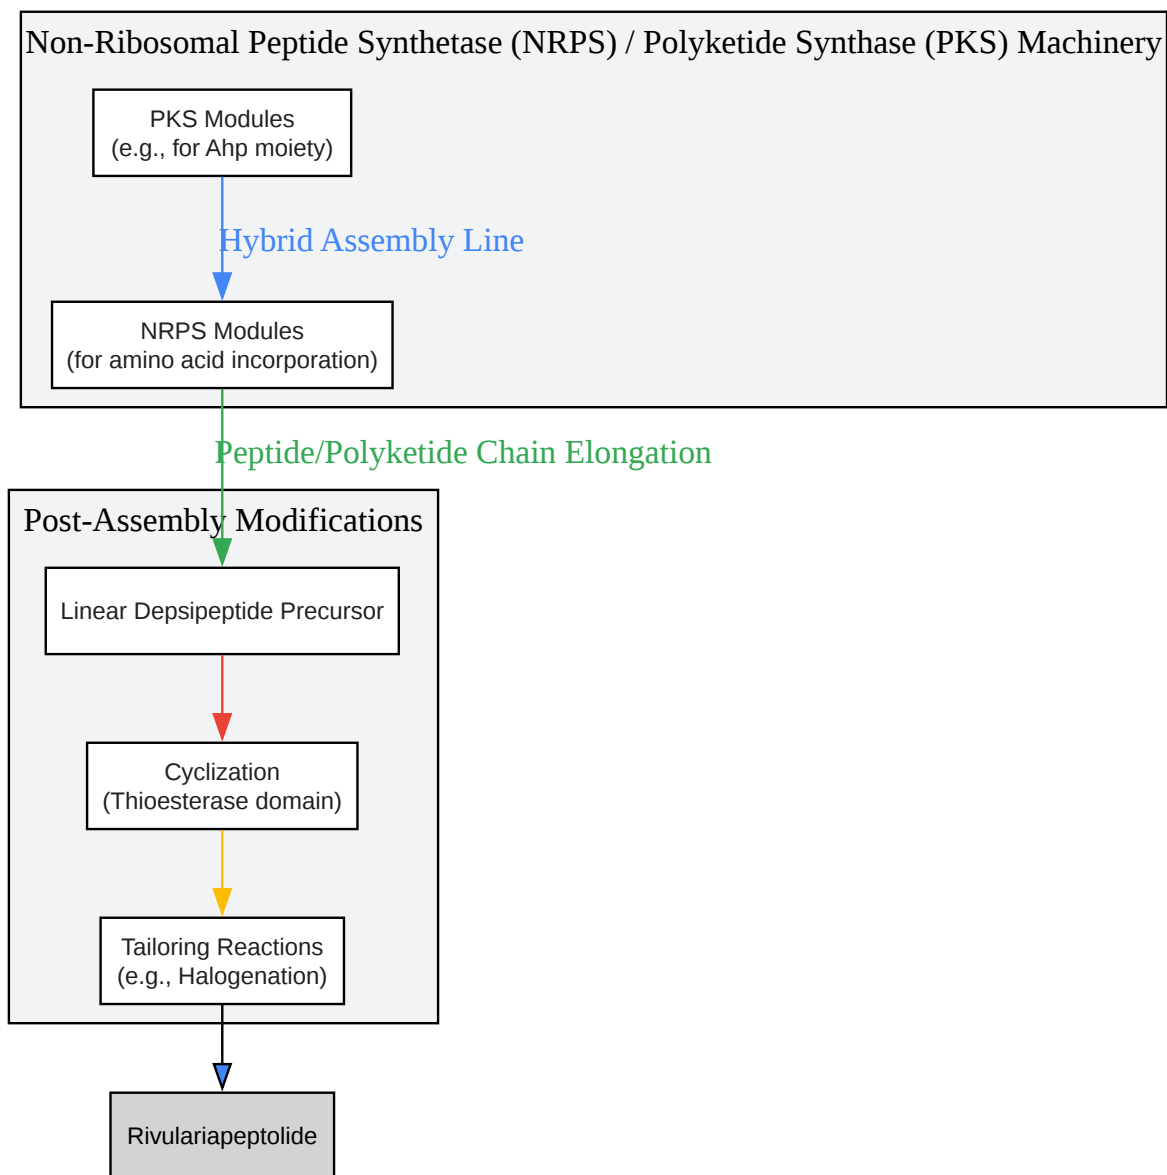 Non-Ribosomal Peptide Synthetase (NRPS) / Polyketide Synthase (PKS) Machinery
PKS Modules
(e.g., for Ahp moiety)
Hybrid Assembly Line
NRPS Modules
(for amino acid incorporation)
Peptide/Polyketide Chain Elongation
Post-Assembly Modifications
Linear Depsipeptide Precursor
Cyclization
(Thioesterase domain)
Tailoring Reactions
(e.g., Halogenation)
Rivulariapeptolide